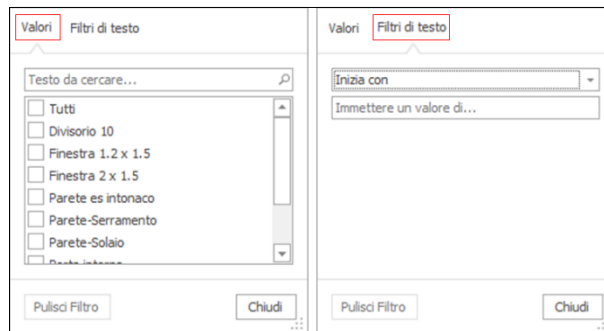 Valori Filtri di testo
Testo da cercare...
Tutti
Divisorio 10
Finestra 1.2 x 1.5
Finestra 2 x 1.5
Parete es intonaco
Parete-Serramento
Parete-Solaio
Pulisci Filtro Chiudi
Valori Filtri di testo
Inizia con
Immettere un valore di...
Pulisci Filtro Chiudi